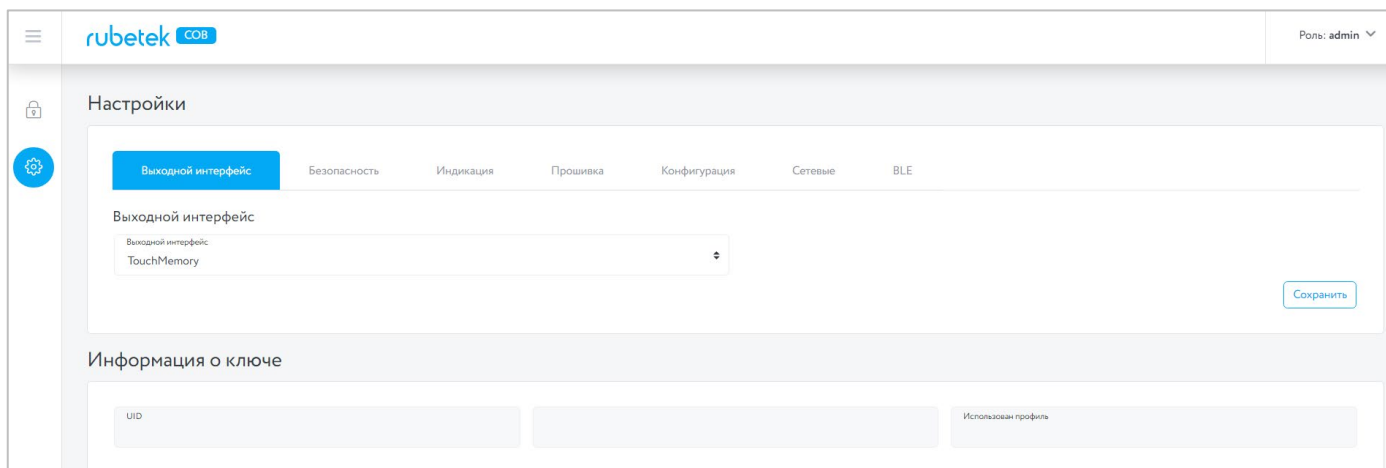 rubetek СОВ
Роль: admin
Настройки
Выходной интерфейс Безопасность Индикация Прошивка Конфигурация Сетевые BLE
Выходной интерфейс
Выходной интерфейс
TouchMemory
Сохранить
Информация о ключе
UID
Использован профиль